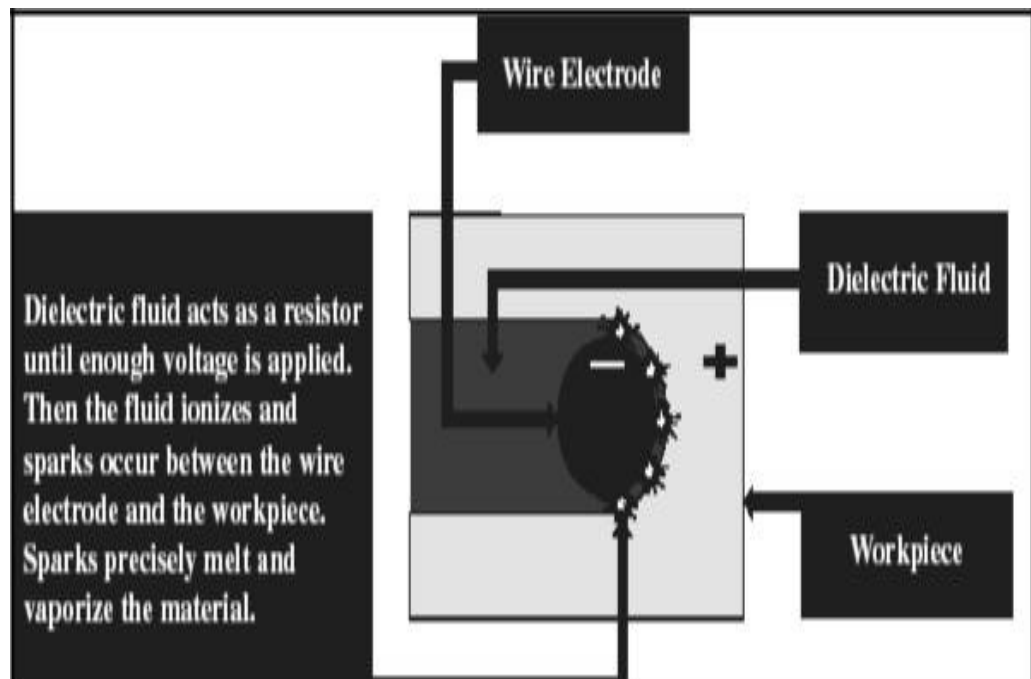 Wire Electrode
Dielectric Fluid
Dielectric fluid acts as a resistor
until enough voltage is applied.
Then the fluid ionizes and
sparks occur between the wire
electrode and the workpiece.
Sparks precisely melt and
vaporize the material.
−
+
Workpiece